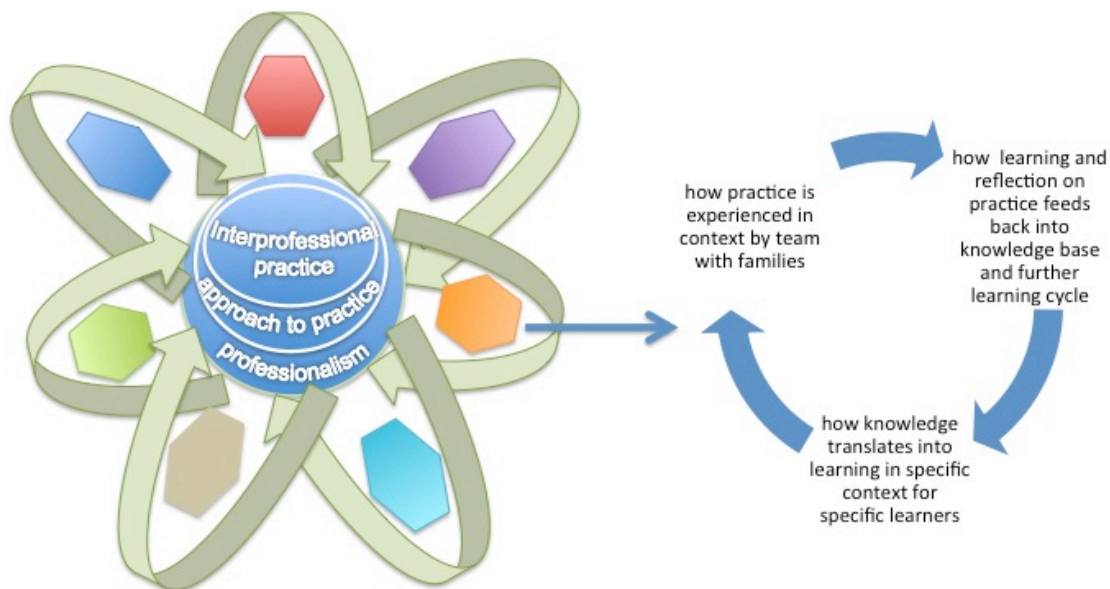 Interprofessional
practice
approach to practice
professionalism
how practice is
experienced in
context by team
with families
how learning and
reflection on
practice feeds
back into
knowledge base
and further
learning cycle
how knowledge
translates into
learning in specific
context for
specific learners